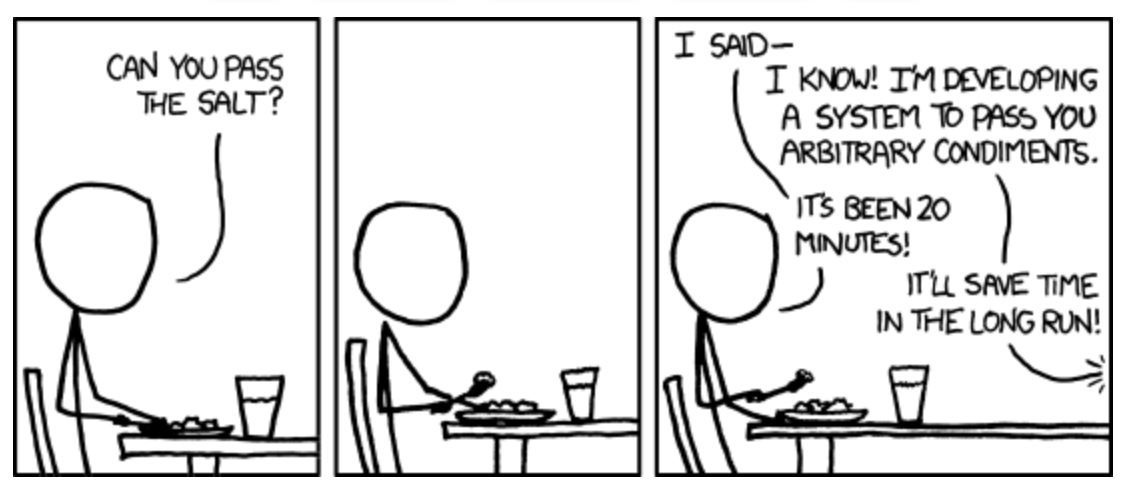 CAN YOU PASS
THE SALT?
I SAID—
I KNOW! I'M DEVELOPING
A SYSTEM TO PASS YOU
ARBITRARY CONDIMENTS.
IT'S BEEN 20
MINUTES!
IT'LL SAVE TIME
IN THE LONG RUN!